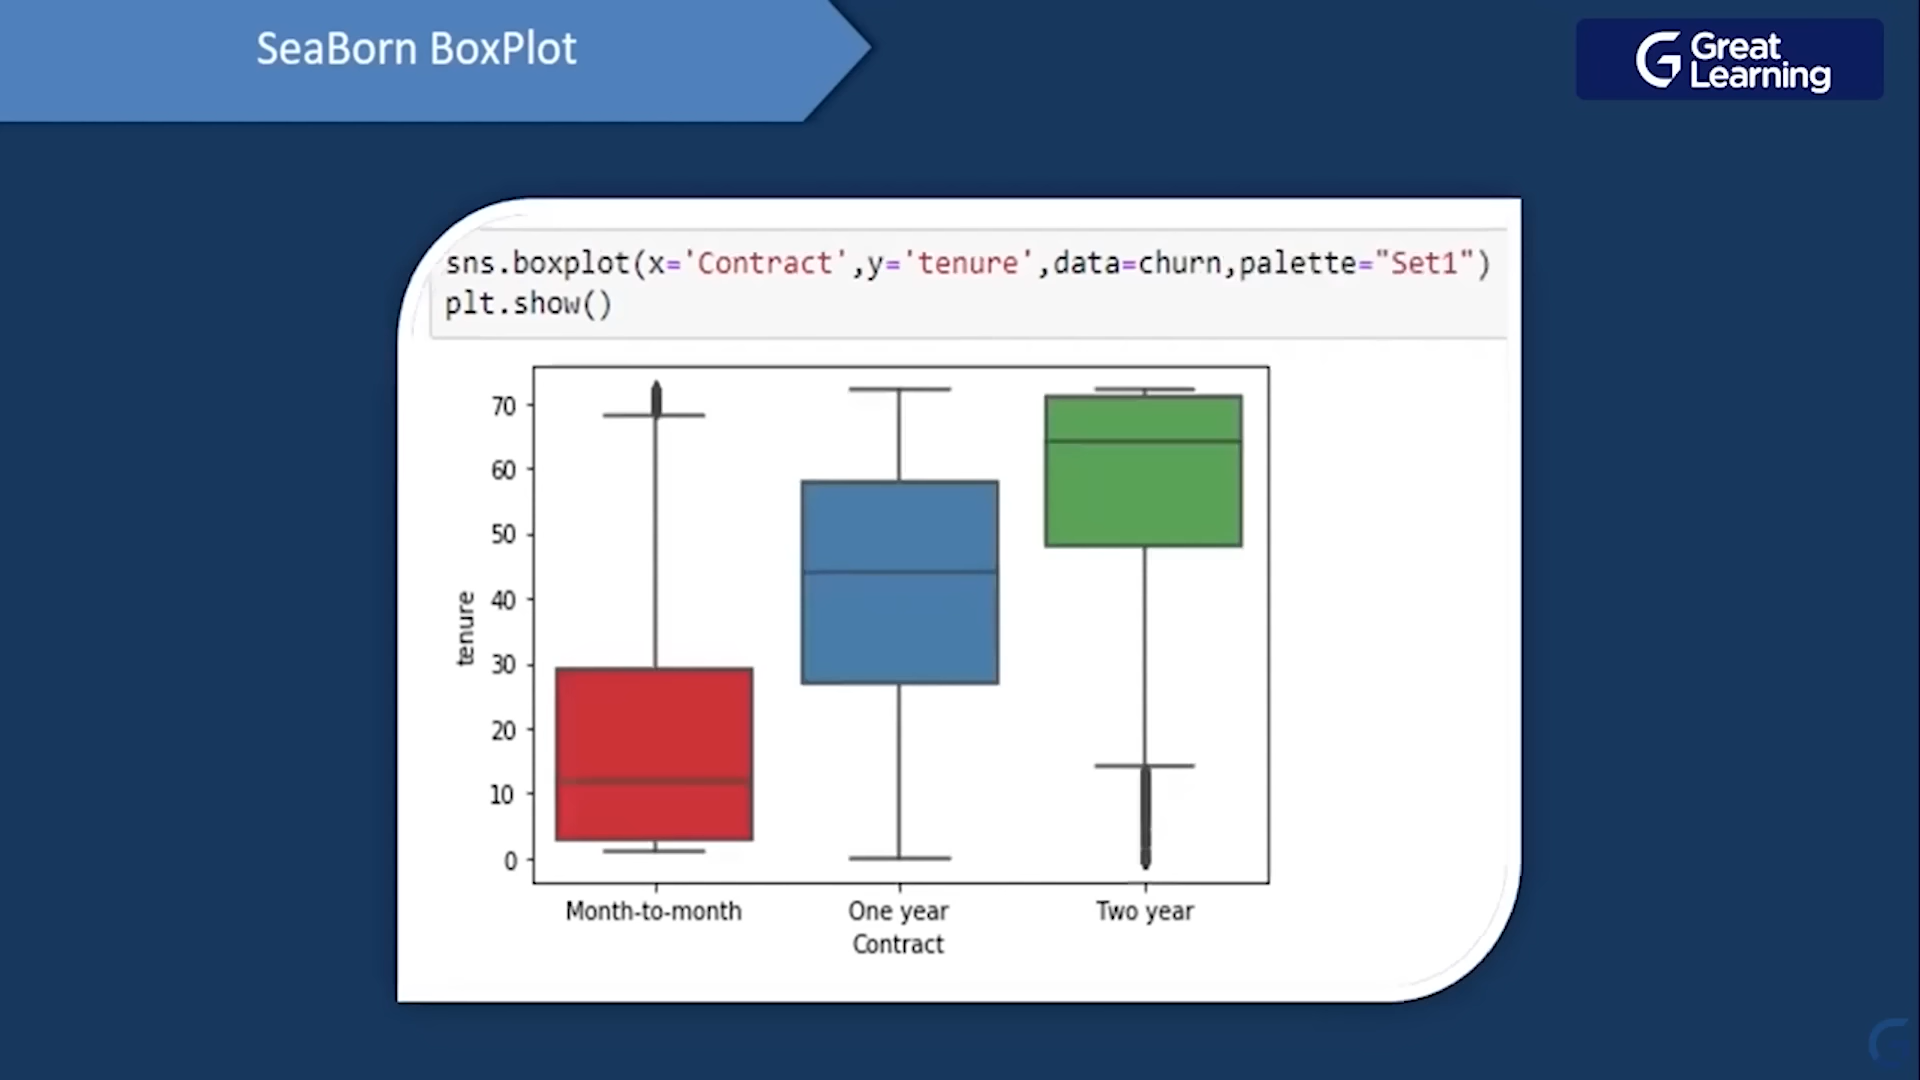 SeaBorn BoxPlot
Great
Learning
sns.boxplot(x='Contract',y='tenure',data=churn,palette="Set1")
plt.show()
70
60
50
40
30
20
10
0
tenure
Month-to-month
One year
Two year
Contract